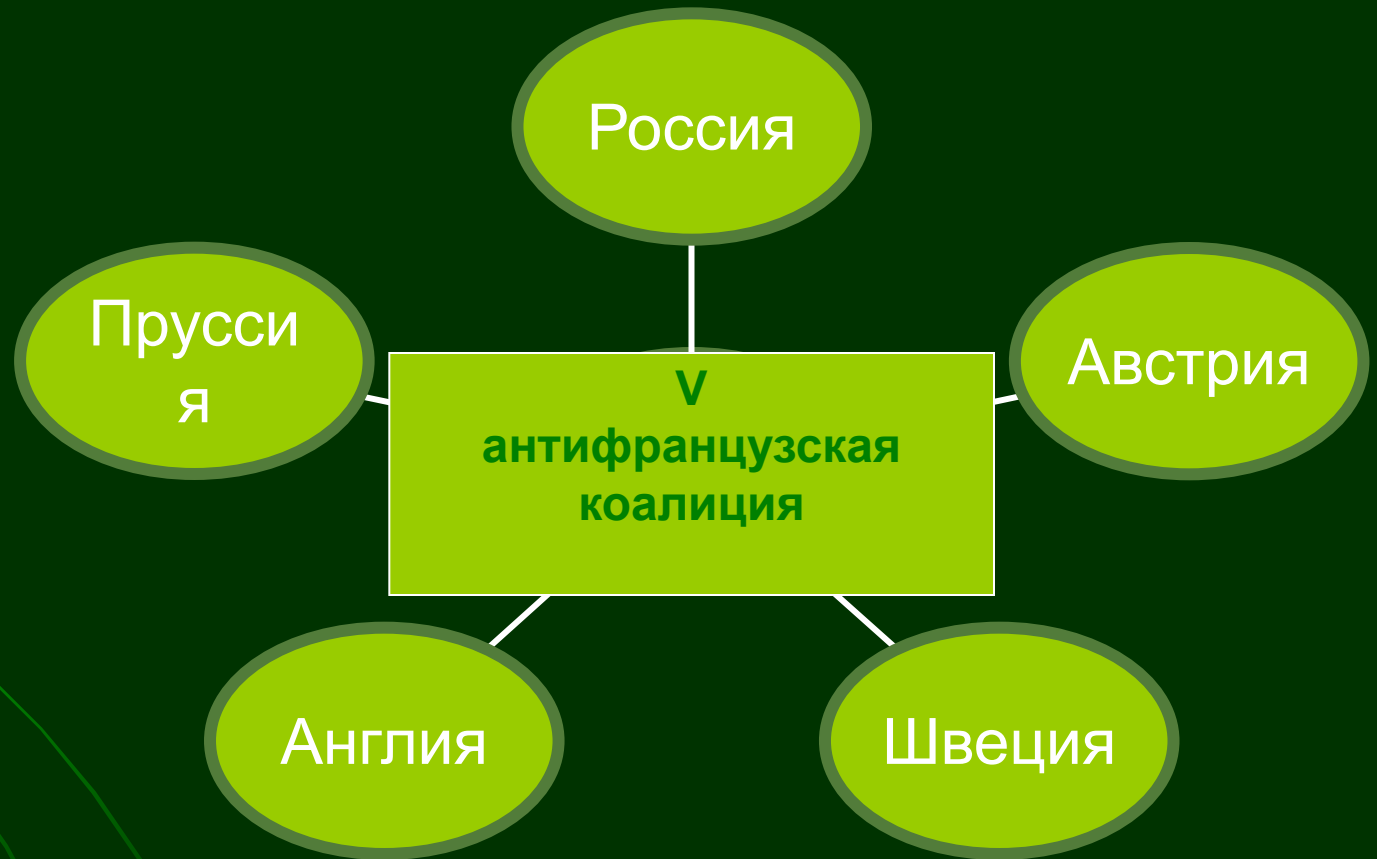 Россия
Прусси
я
Австрия
V
антифранцузская
коалиция
Англия
Швеция